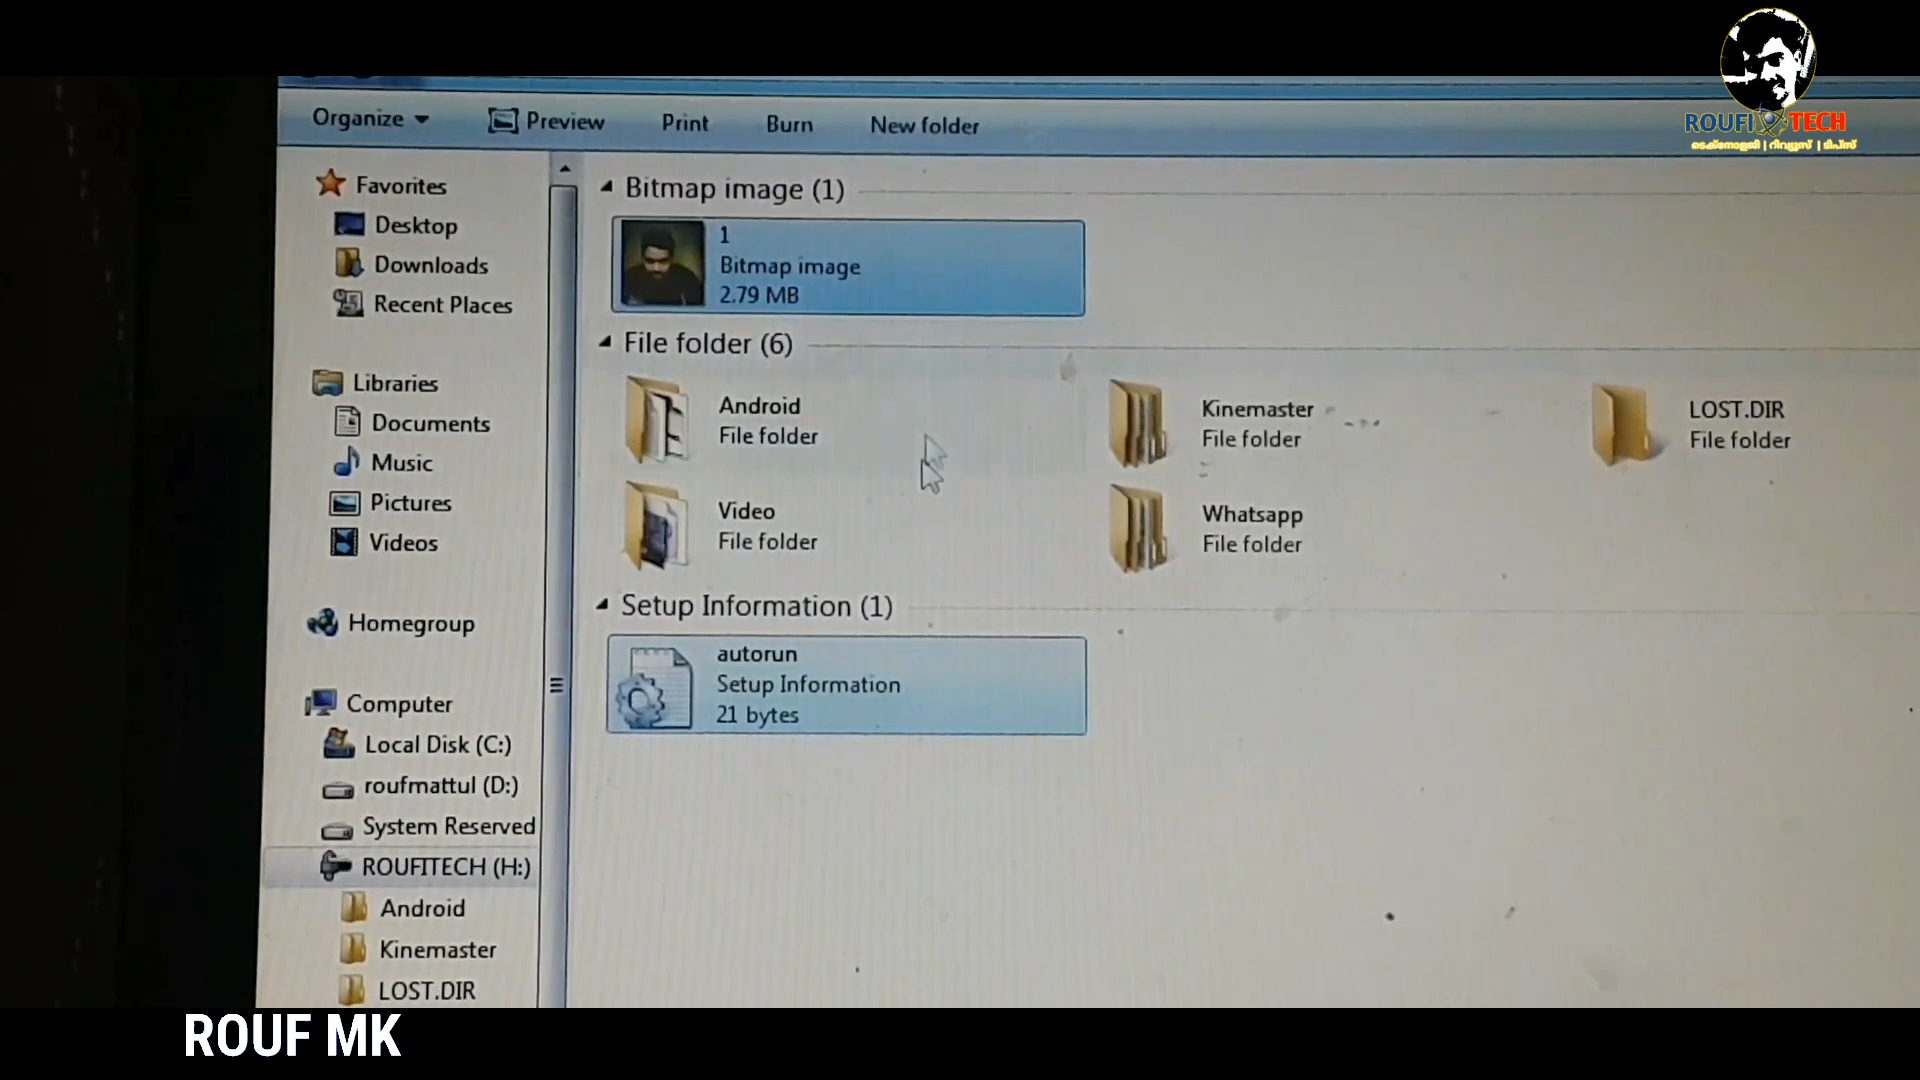 ROUFI TECH
ടെക്നോളജി | റിവ്യൂസ് | ടിപ്സ്
Organize
Preview
Print
Burn
New folder
Favorites
Desktop
Downloads
Recent Places
Libraries
Documents
Music
Pictures
Videos
Homegroup
Computer
Local Disk (C:)
roufmattul (D:)
System Reserved
ROUFITECH (H:)
Android
Kinemaster
LOST.DIR
Bitmap image (1)
1
Bitmap image
2.79 MB
File folder (6)
Android
File folder
Kinemaster
File folder
LOST.DIR
File folder
Video
File folder
Whatsapp
File folder
Setup Information (1)
autorun
Setup Information
21 bytes
ROUF MK